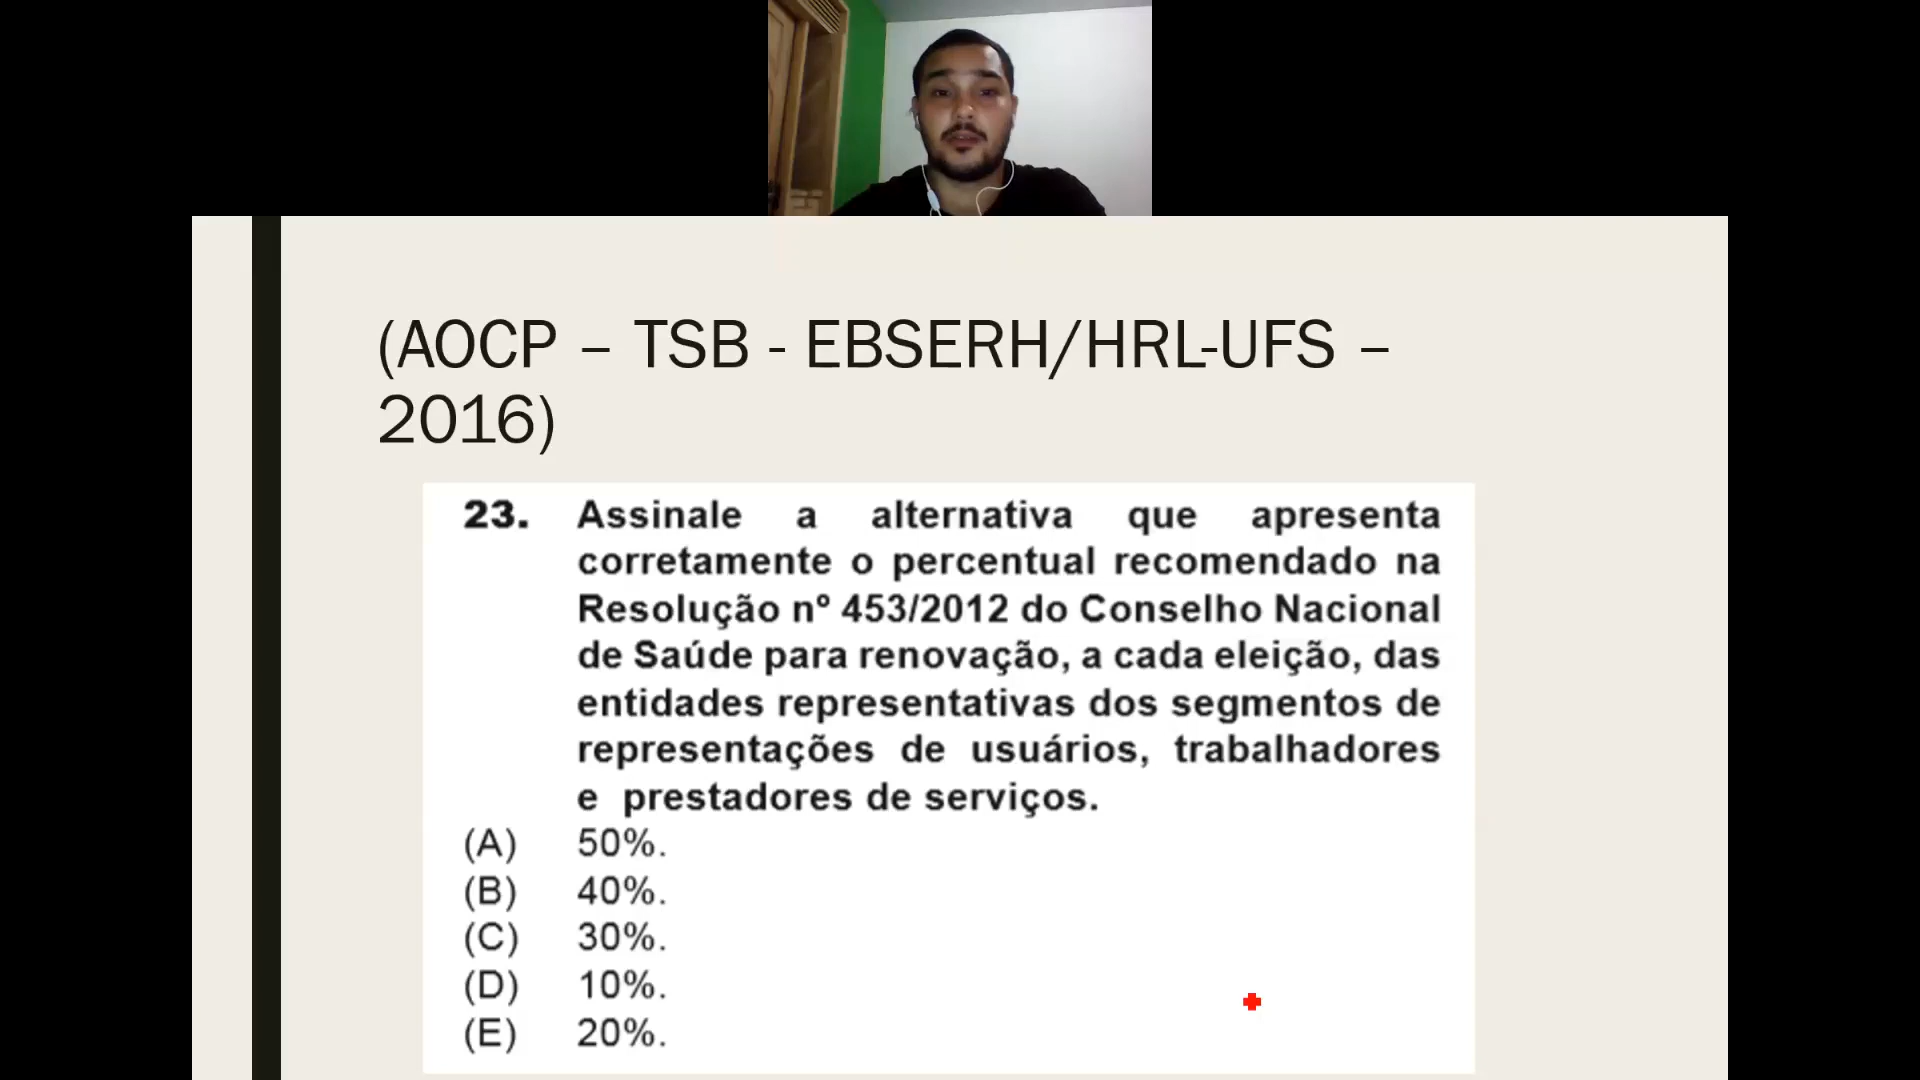 (AOCP – TSB - EBSERH/HRL-UFS –
2016)
23. Assinale a alternativa que apresenta
corretamente o percentual recomendado na
Resolução nº 453/2012 do Conselho Nacional
de Saúde para renovação, a cada eleição, das
entidades representativas dos segmentos de
representações de usuários, trabalhadores
e prestadores de serviços.
(A) 50%.
(B) 40%.
(C) 30%.
(D) 10%.
(E) 20%.